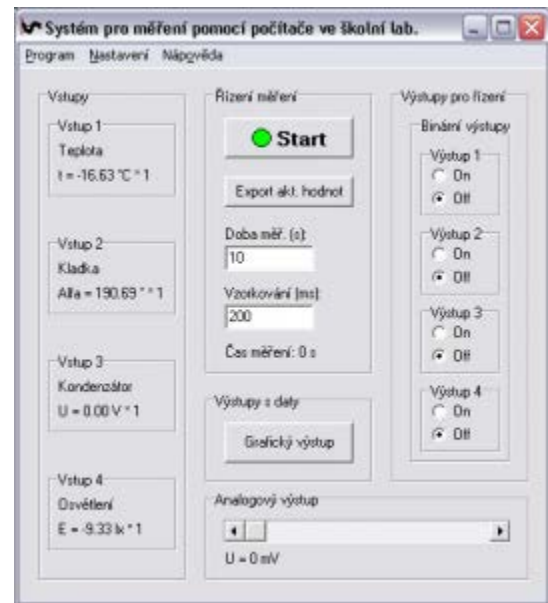 Systém pro měření pomocí počítače ve školní lab.
Program Nastavení Nápověda
Vstupy
Vstup 1
Teplota
t = -16.63 °C * 1
Vstup 2
Kladka
Alfa = 190.69 ° * 1
Vstup 3
Kondenzátor
U = 0.00 V * 1
Vstup 4
Osvětlení
E = -9.33 lx * 1
Řízení měření
Start
Export akt. hodnot
Doba měř. (s):
10
Vzorkování (ms):
200
Čas měření: 0 s
Výstupy s daty
Grafický výstup
Analogový výstup
U = 0 mV
Výstupy pro řízení
Binární výstupy
Výstup 1
On
Off
Výstup 2
On
Off
Výstup 3
On
Off
Výstup 4
On
Off